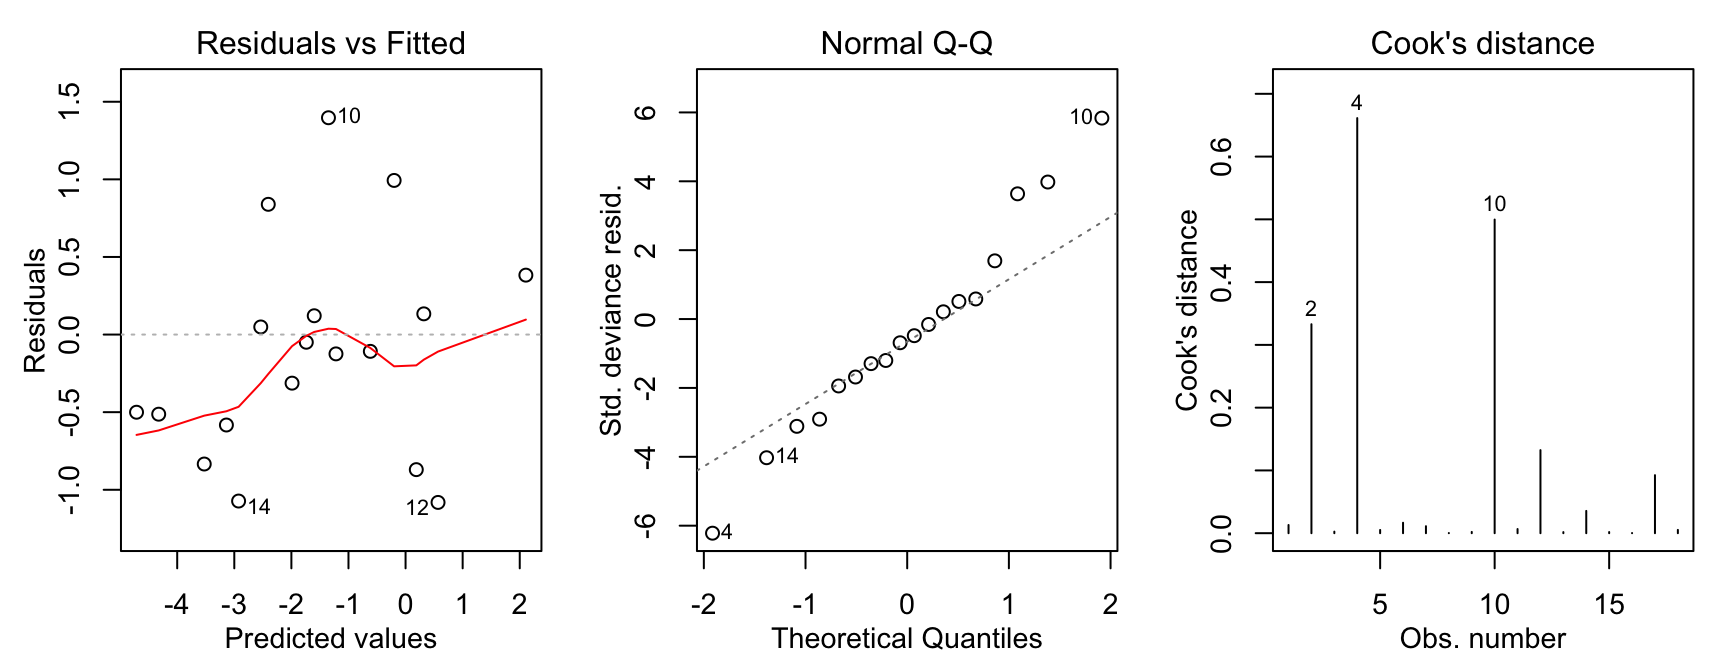 Residuals vs Fitted
Residuals
1.5
1.0
0.5
0.0
-0.5
-1.0
10
14
12
-4 -3 -2 -1 0 1 2
Predicted values
Normal Q-Q
Std. deviance resid.
6
4
2
0
-2
-4
-6
10
14
4
-2 -1 0 1 2
Theoretical Quantiles
Cook's distance
Cook's distance
0.6
0.4
0.2
0.0
4
10
2
5 10 15
Obs. number